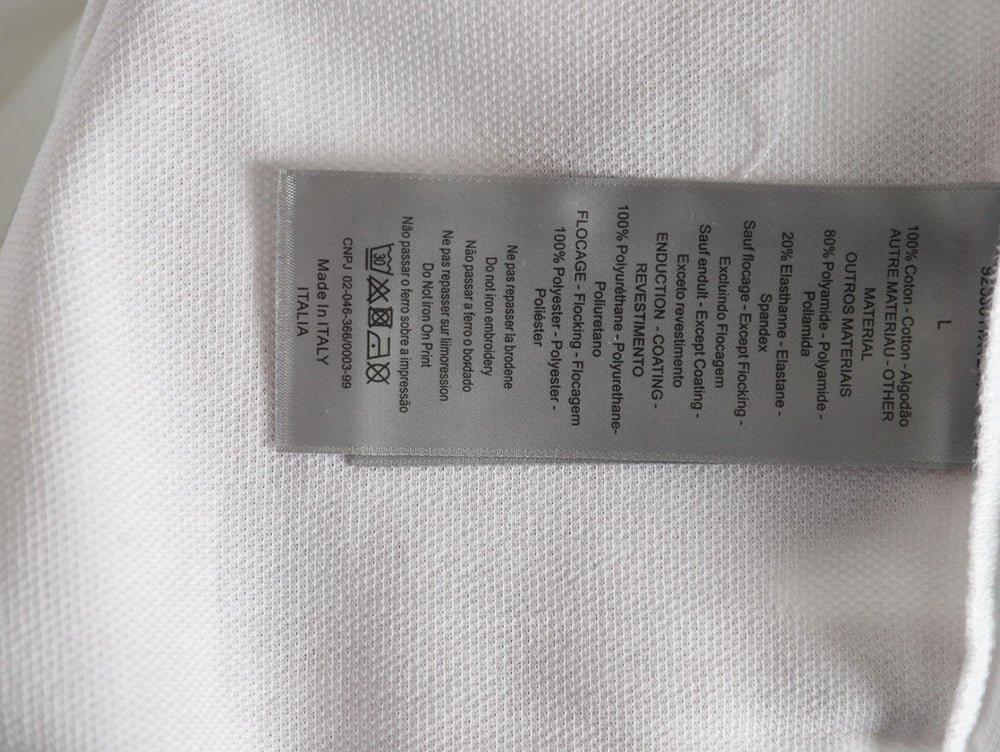 L
100% Coton - Cotton - Algodão
AUTRE MATERIAU - OTHER
MATERIAL
OUTROS MATERIAIS
80% Polyamide - Polyamide -
Poliamida
20% Elasthanne - Elastane -
Spandex
Sauf flocage - Except Flocking -
Excluindo Flocagem
Sauf enduit - Except Coating -
Exceto revestimento
ENDUCTION - COATING -
REVESTIMENTO
100% Polyuréthane - Polyurethane-
Poliuretano
FLOCAGE - Flocking - Flocagem
100% Polyester - Polyester -
Poliéster
Ne pas repasser la brodene
Do not iron embroidery
Não passar a ferro o bordado
Ne pas repasser sur limoression
Do Not iron On Print
Não passar o ferro sobre a impressão
30
CNPJ 02-046-366/0003-99
Made In ITALY
ITALIA